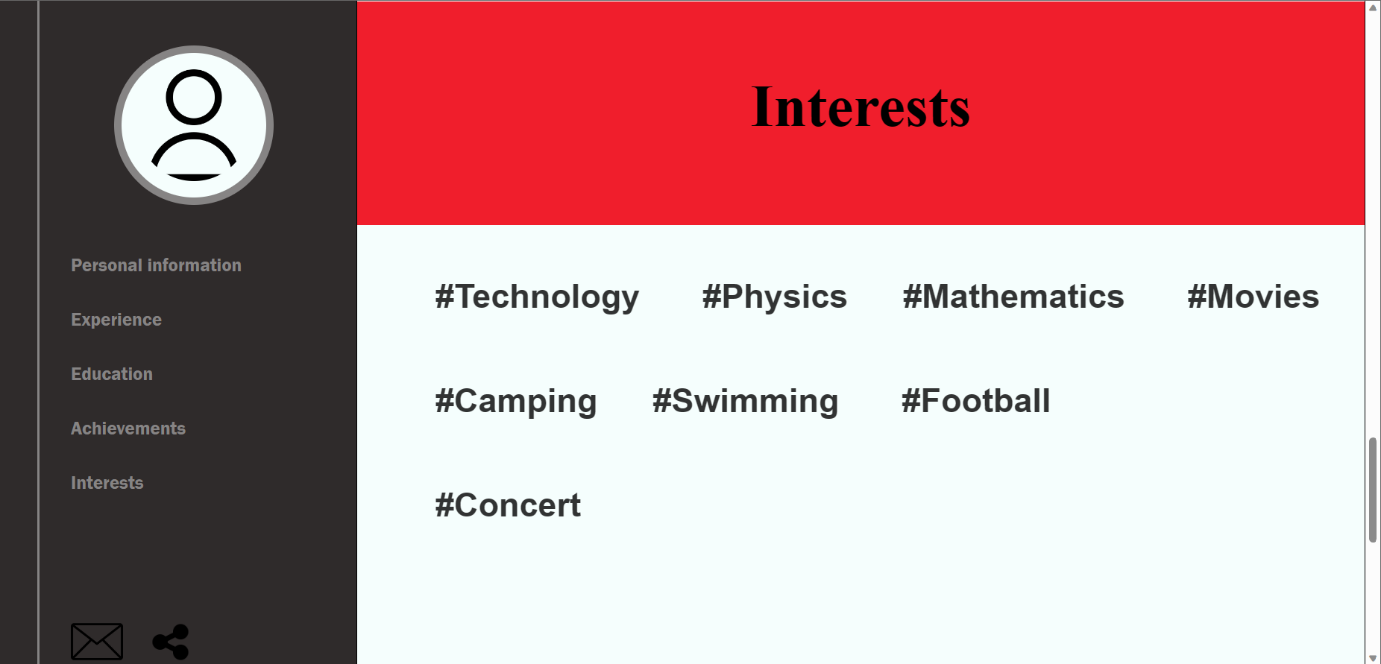 Personal information
Experience
Education
Achievements
Interests
Interests
#Technology #Physics #Mathematics #Movies
#Camping #Swimming #Football
#Concert